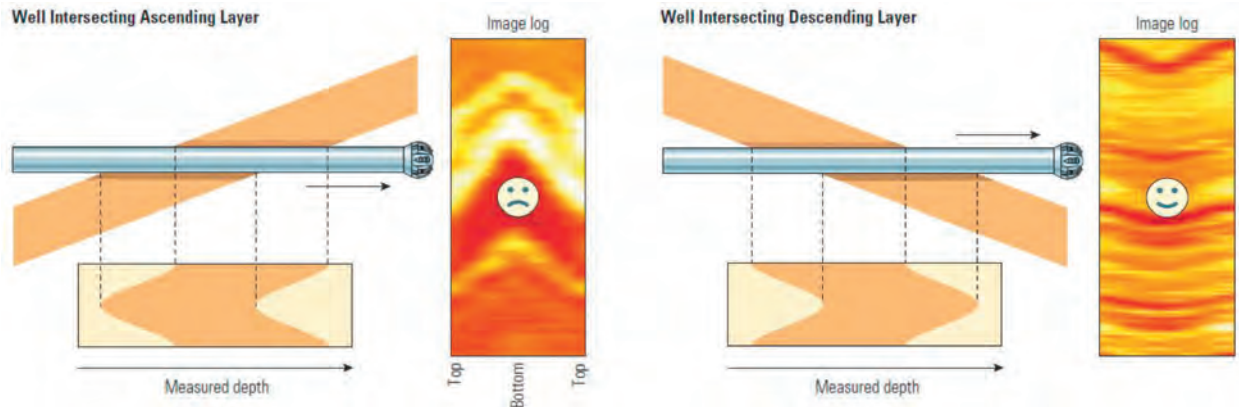 Well Intersecting Ascending Layer
Image log
Top
Bottom
Top
Measured depth
Well Intersecting Descending Layer
Image log
Measured depth